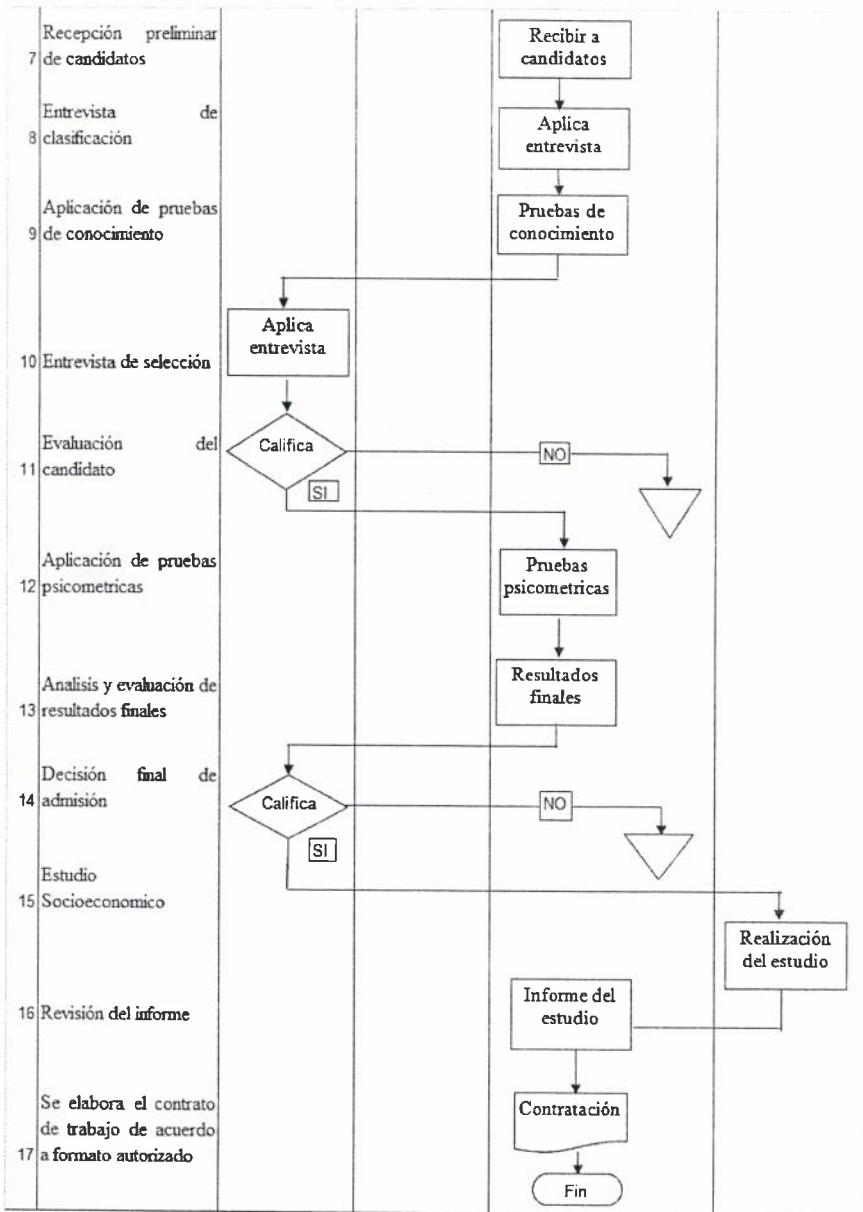 Recepción preliminar
7 de candidatos
Recibir a
candidatos
Entrevista de
8 clasificación
Aplica
entrevista
Aplicación de pruebas
9 de conocimiento
Pruebas de
conocimiento
Aplica
entrevista
10 Entrevista de selección
Evaluación del
11 candidato
Califica
NO
SI
Aplicación de pruebas
12 psicometricas
Pruebas
psicometricas
Analisis y evaluación de
13 resultados finales
Resultados
finales
Decisión final de
14 admisión
Califica
NO
SI
Estudio
15 Socioeconomico
Realización
del estudio
16 Revisión del informe
Informe del
estudio
Se elabora el contrato
de trabajo de acuerdo
17 a formato autorizado
Contratación
Fin